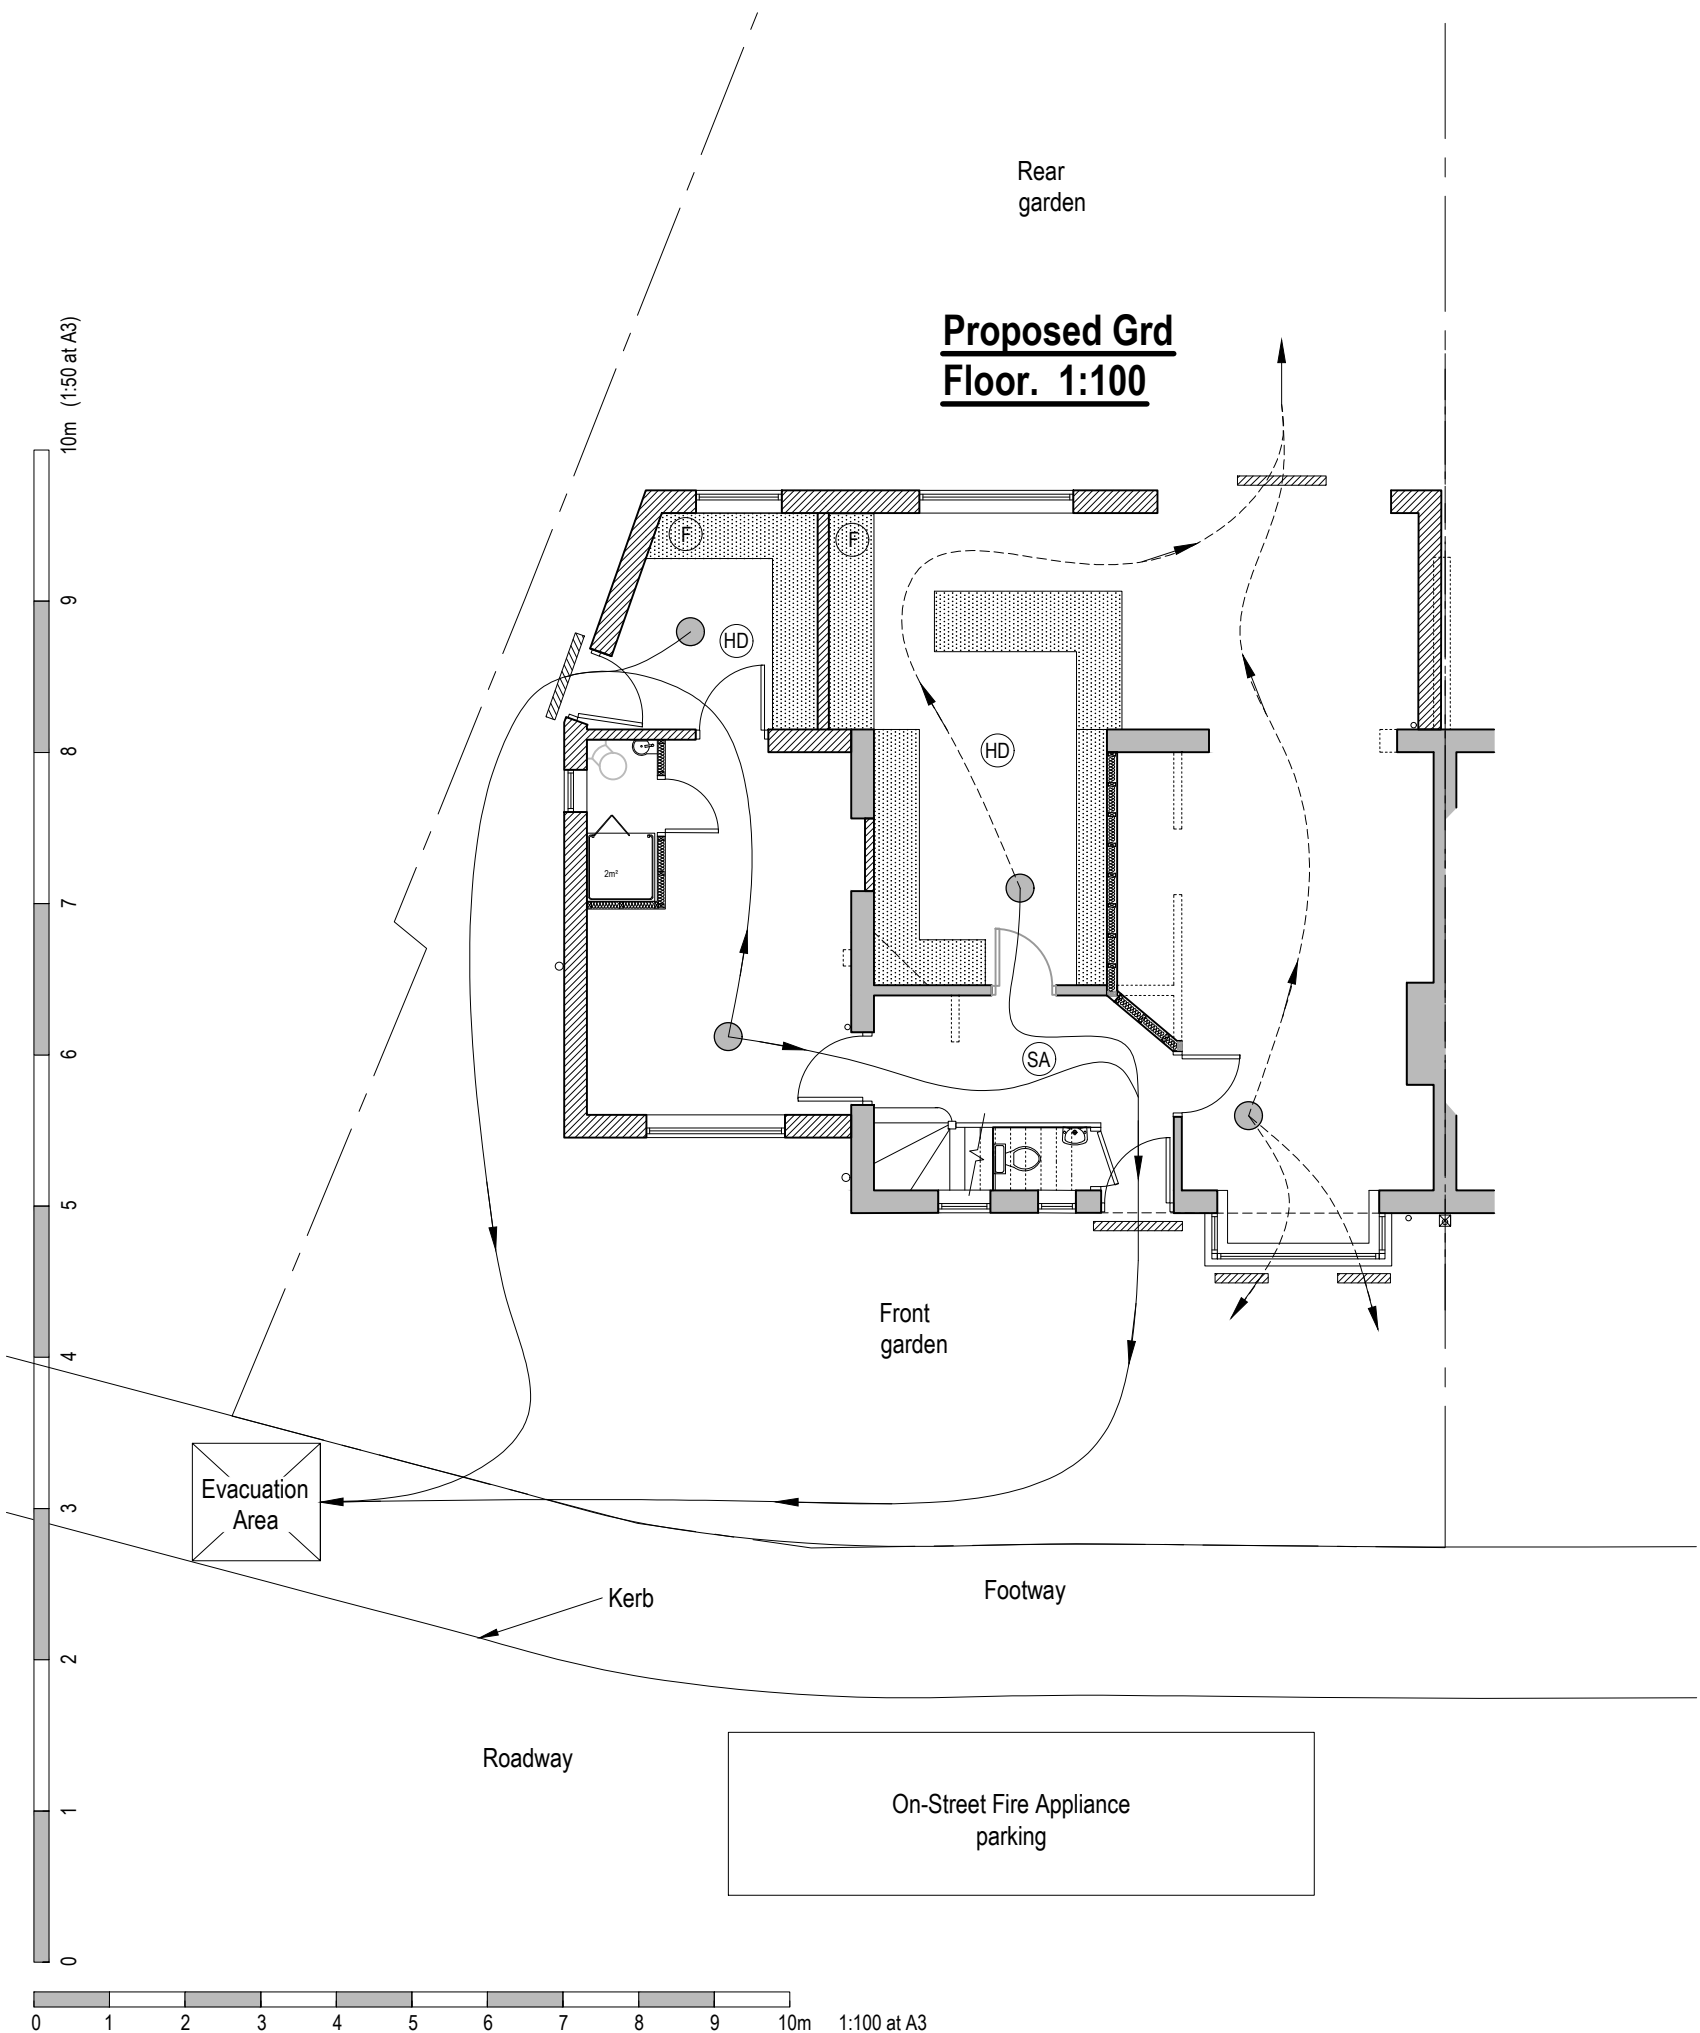 Rear
garden
Proposed Grd
Floor. 1:100
10m (1:50 at A3)
9
8
7
6
5
4
3
2
1
0
F
F
HD
HD
2m²
SA
Front
garden
Evacuation
Area
Kerb
Footway
Roadway
On-Street Fire Appliance
parking
0 1 2 3 4 5 6 7 8 9 10m 1:100 at A3